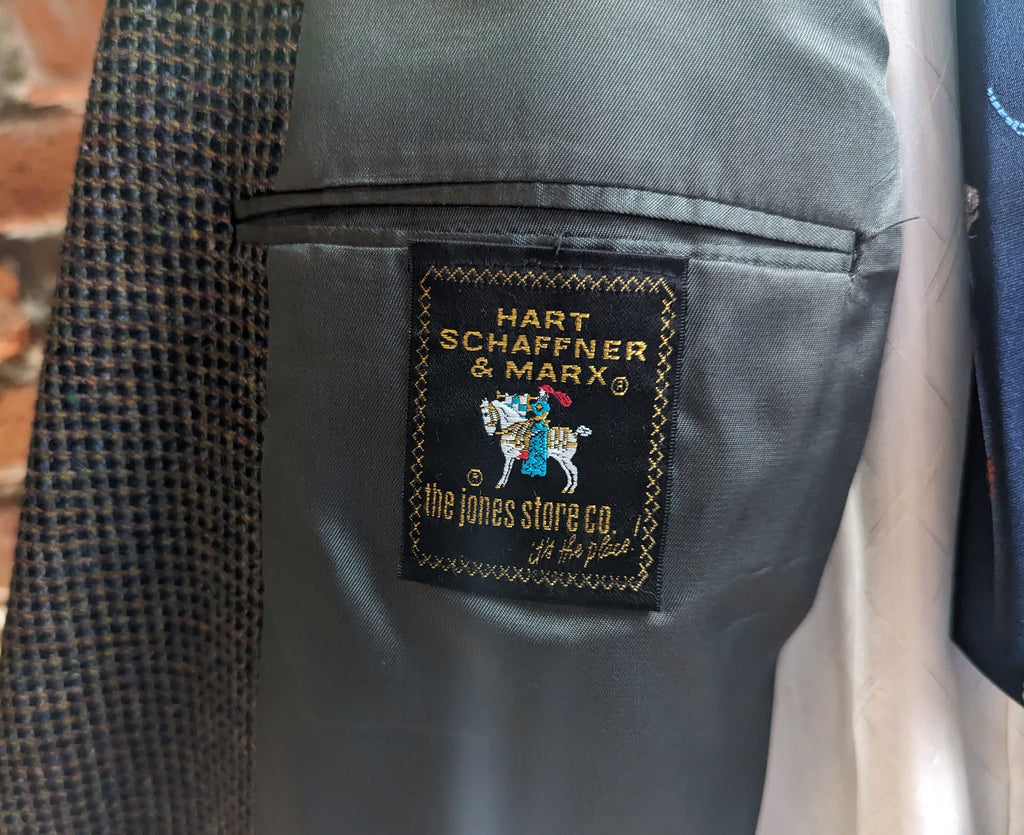 HART
SCHAFFNER
& MARX®
®
the jones store co.
it's the place!